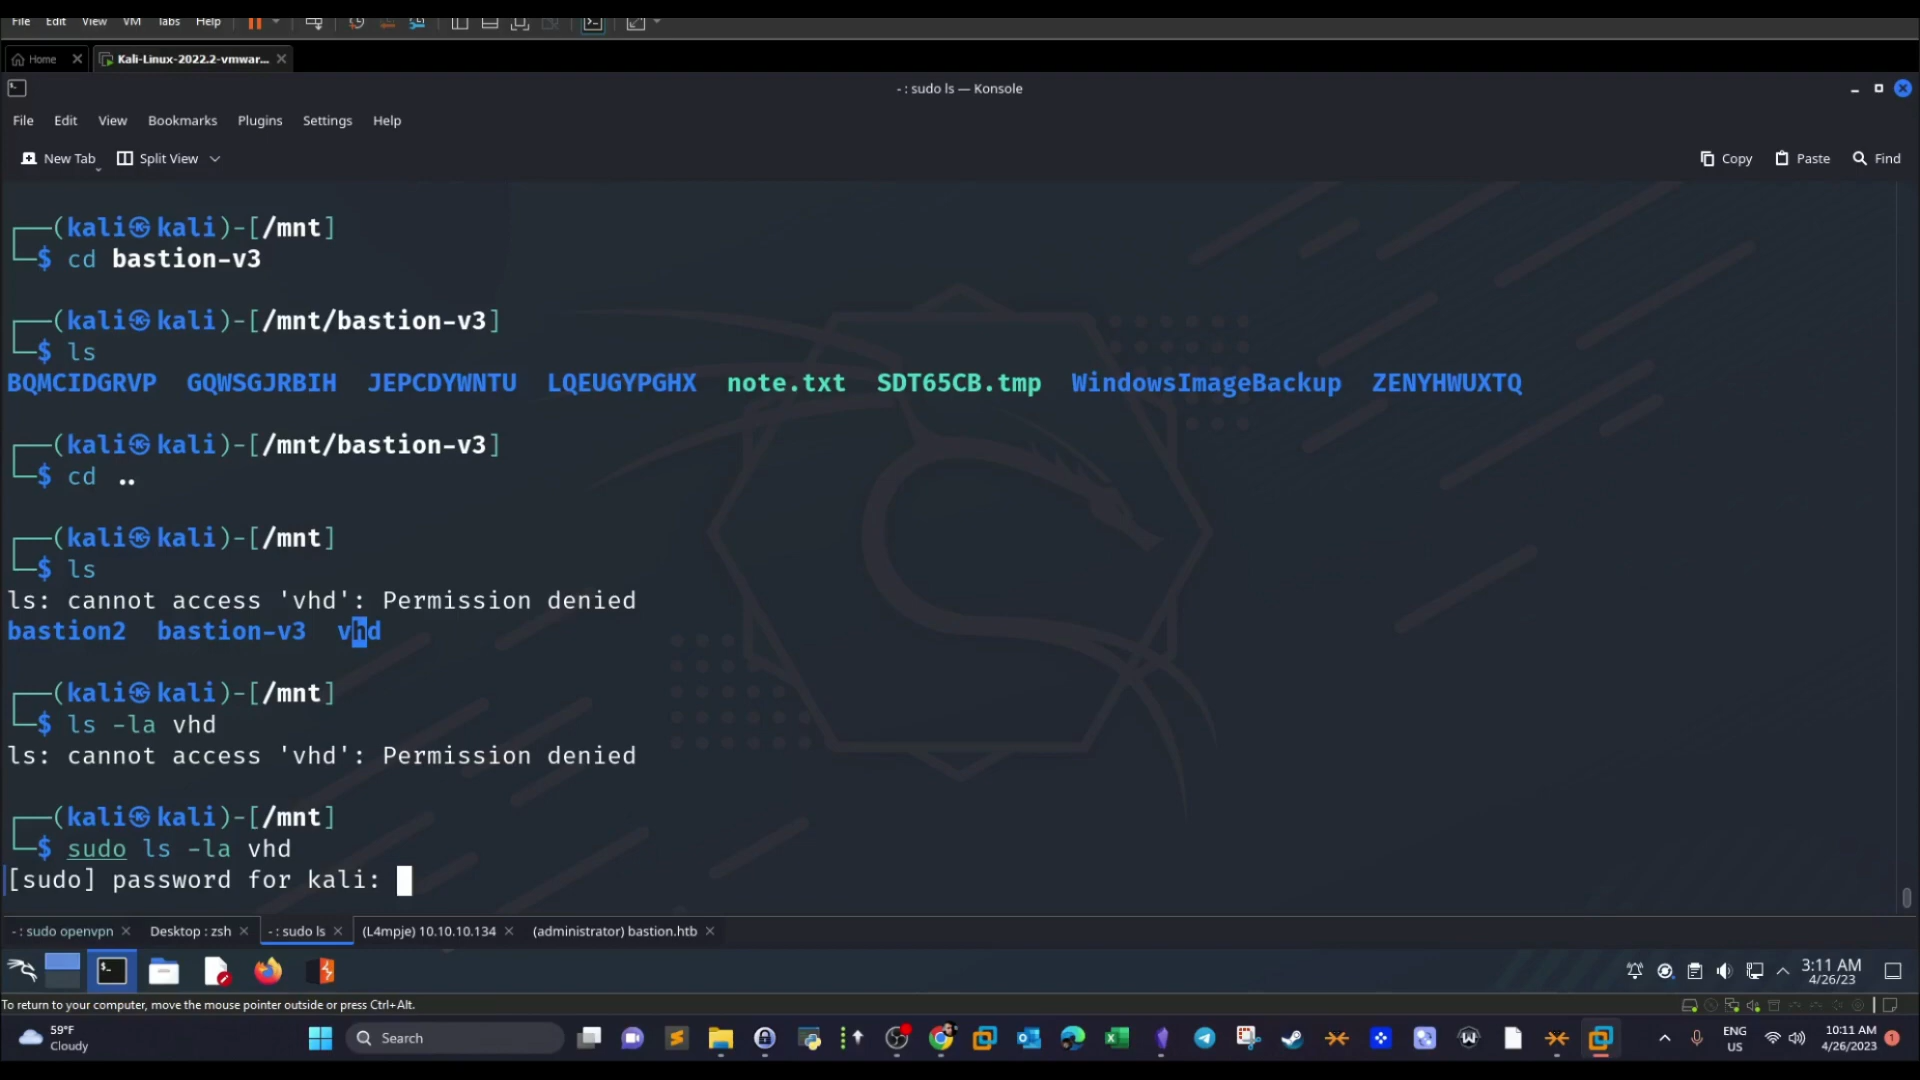 File Edit View VM Tabs Help
Home Kali-Linux-2022.2-vmwar...
- : sudo ls — Konsole
File Edit View Bookmarks Plugins Settings Help
New Tab Split View Copy Paste Find
(kali㉿kali)-[/mnt]
$ cd bastion-v3
(kali㉿kali)-[/mnt/bastion-v3]
$ ls
BQMCIDGRVP GQWSGJRBIH JEPCDYWNTU LQEUGYPGHX note.txt SDT65CB.tmp WindowsImageBackup ZENYHWUXTQ
(kali㉿kali)-[/mnt/bastion-v3]
$ cd ..
(kali㉿kali)-[/mnt]
$ ls
ls: cannot access 'vhd': Permission denied
bastion2 bastion-v3 vhd
(kali㉿kali)-[/mnt]
$ ls -la vhd
ls: cannot access 'vhd': Permission denied
(kali㉿kali)-[/mnt]
$ sudo ls -la vhd
[sudo] password for kali:
- : sudo openvpn Desktop : zsh - : sudo ls (L4mpje) 10.10.10.134 (administrator) bastion.htb
3:11 AM
4/26/23
To return to your computer, move the mouse pointer outside or press Ctrl+Alt.
59°F
Cloudy
Search
ENG
US
10:11 AM
4/26/2023
1